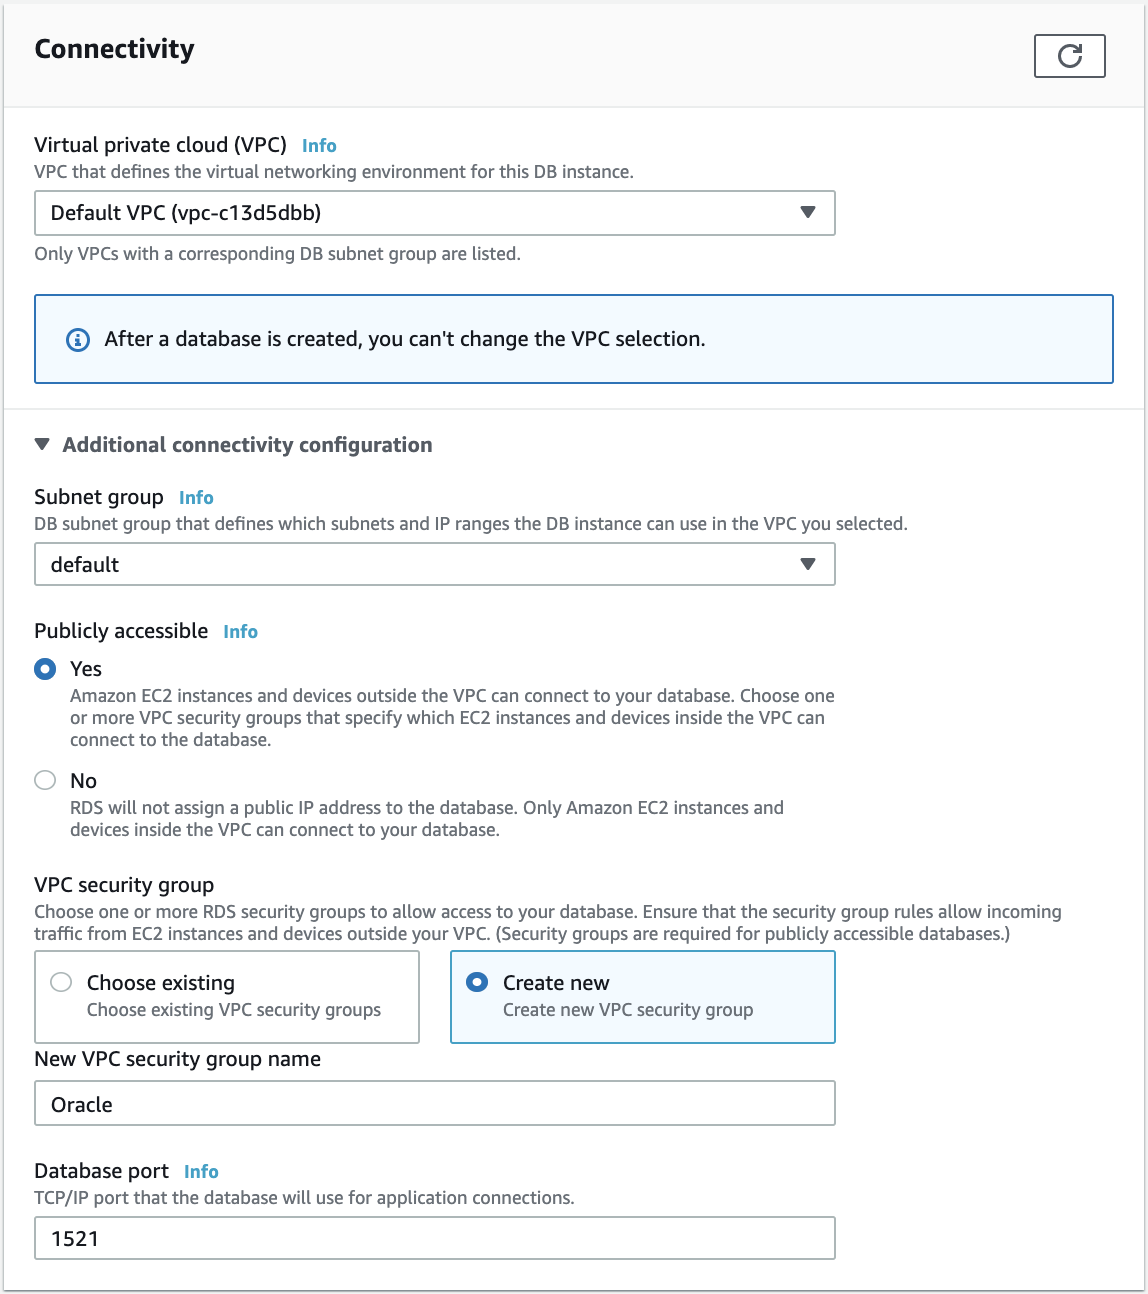 Connectivity
Virtual private cloud (VPC) Info
VPC that defines the virtual networking environment for this DB instance.
Default VPC (vpc-c13d5dbb)
Only VPCs with a corresponding DB subnet group are listed.
After a database is created, you can't change the VPC selection.
Additional connectivity configuration
Subnet group Info
DB subnet group that defines which subnets and IP ranges the DB instance can use in the VPC you selected.
default
Publicly accessible Info
Yes
Amazon EC2 instances and devices outside the VPC can connect to your database. Choose one
or more VPC security groups that specify which EC2 instances and devices inside the VPC can
connect to the database.
No
RDS will not assign a public IP address to the database. Only Amazon EC2 instances and
devices inside the VPC can connect to your database.
VPC security group
Choose one or more RDS security groups to allow access to your database. Ensure that the security group rules allow incoming
traffic from EC2 instances and devices outside your VPC. (Security groups are required for publicly accessible databases.)
Choose existing
Choose existing VPC security groups
Create new
Create new VPC security group
New VPC security group name
Oracle
Database port Info
TCP/IP port that the database will use for application connections.
1521